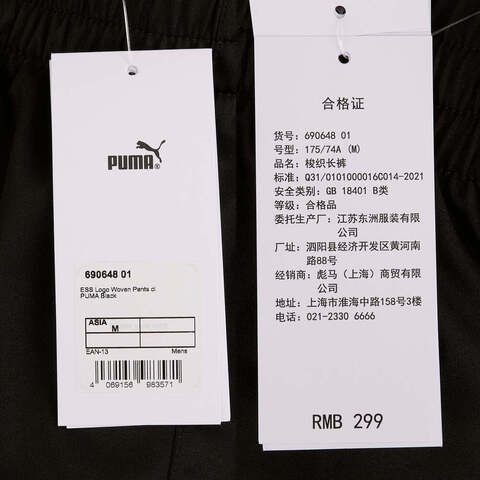 PUMA
690648 01
ESS Logo Woven Pants cl
PUMA Black
ASIA
M
EAN-13 Mens
4 069156 983571
合格证
货号：690648 01
号型：175/74A (M)
品名：梭织长裤
标准：Q31/0101000016C014-2021
安全类别：GB 18401 B类
等级：合格品
委托生产厂：江苏东洲服装有限
公司
厂址：泗阳县经济开发区黄河南
路88号
经销商：彪马（上海）商贸有限
公司
地址：上海市淮海中路158号3楼
电话：021-2330 6666
RMB 299